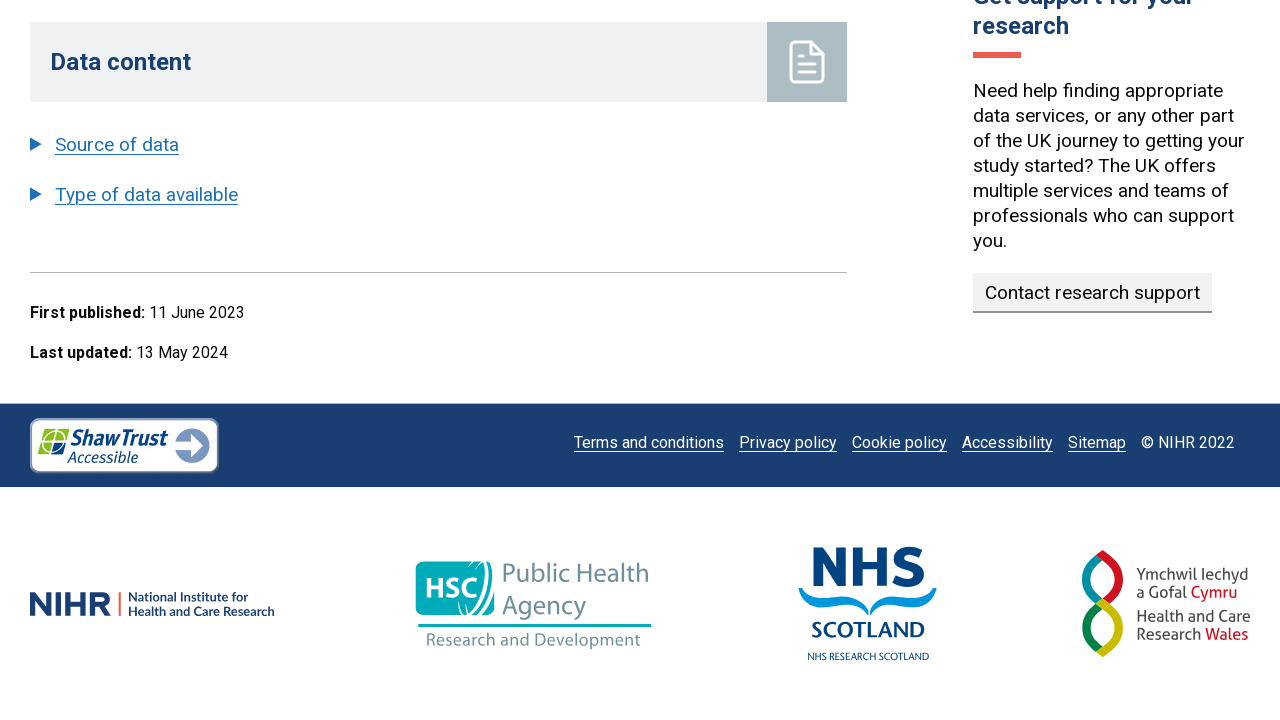 Data content
Source of data
Type of data available
First published: 11 June 2023
Last updated: 13 May 2024
Get support for your
research
Need help finding appropriate
data services, or any other part
of the UK journey to getting your
study started? The UK offers
multiple services and teams of
professionals who can support
you.
Contact research support
ShawTrust
Accessible
Terms and conditions Privacy policy Cookie policy Accessibility Sitemap © NIHR 2022
NIHR National Institute for
Health and Care Research
HSC Public Health
Agency
Research and Development
NHS
SCOTLAND
NHS RESEARCH SCOTLAND
Ymchwil Iechyd
a Gofal Cymru
Health and Care
Research Wales